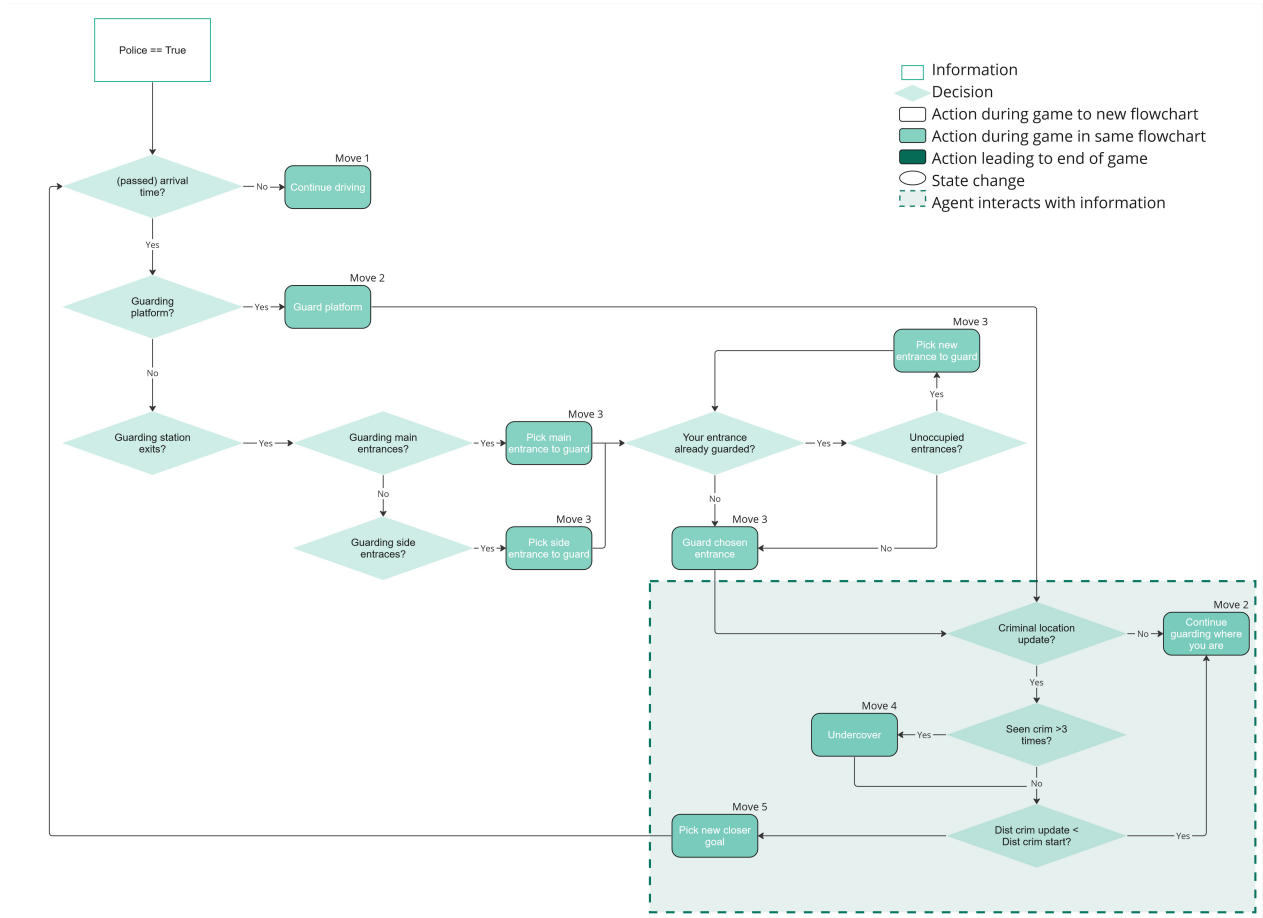 Police == True
Information
Decision
Action during game to new flowchart
Action during game in same flowchart
Action leading to end of game
State change
Agent interacts with information
(passed) arrival
time?
No
Move 1
Continue driving
Yes
Guarding
platform?
Yes
Move 2
Guard platform
No
Move 3
Pick new
entrance to guard
Yes
Guarding station
exits?
Yes
Guarding main
entrances?
Yes
Move 3
Pick main
entrance to guard
Your entrance
already guarded?
Yes
Unoccupied
entrances?
No
No
Guarding side
entraces?
Yes
Move 3
Pick side
entrance to guard
Move 3
Guard chosen
entrance
No
Criminal location
update?
No
Move 2
Continue
guarding where
you are
Yes
Seen crim >3
times?
Yes
Move 4
Undercover
No
Dist crim update <
Dist crim start?
Yes
Move 5
Pick new closer
goal